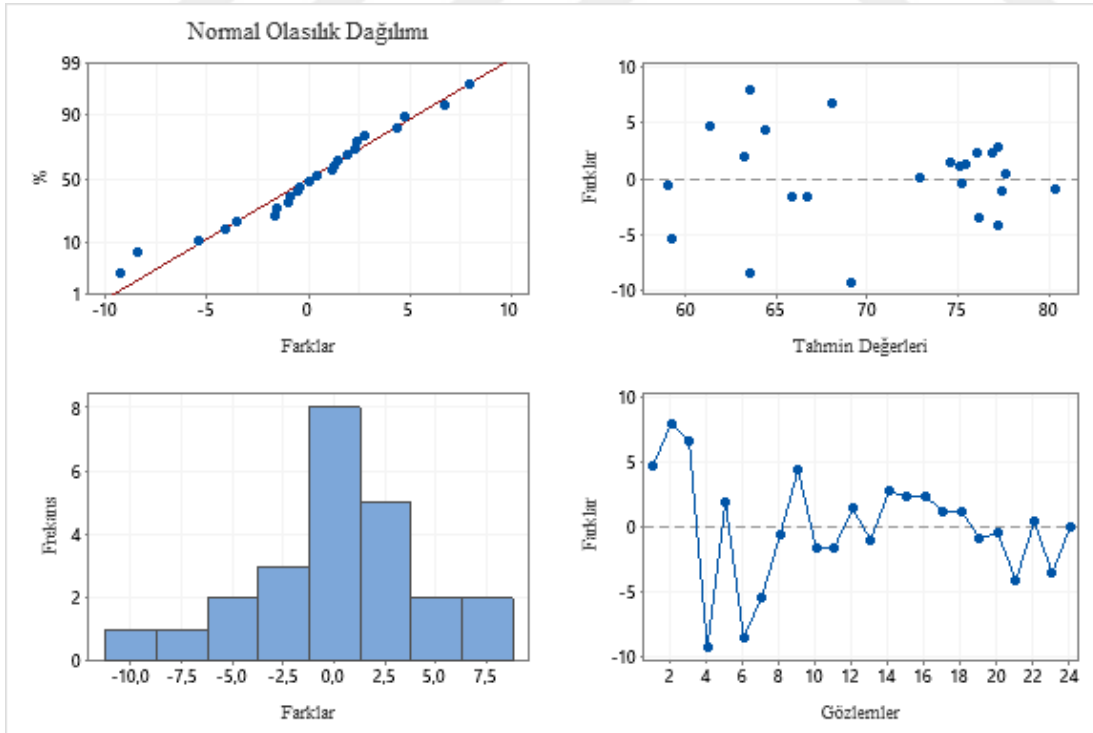 Normal Olasılık Dağılımı
99
90
50
10
1
%
-10 -5 0 5 10
Farklar
10
5
0
-5
-10
Farklar
60 65 70 75 80
Tahmin Değerleri
8
6
4
2
0
Frekans
-10,0 -7,5 -5,0 -2,5 0,0 2,5 5,0 7,5
Farklar
10
5
0
-5
-10
Farklar
2 4 6 8 10 12 14 16 18 20 22 24
Gözlemler